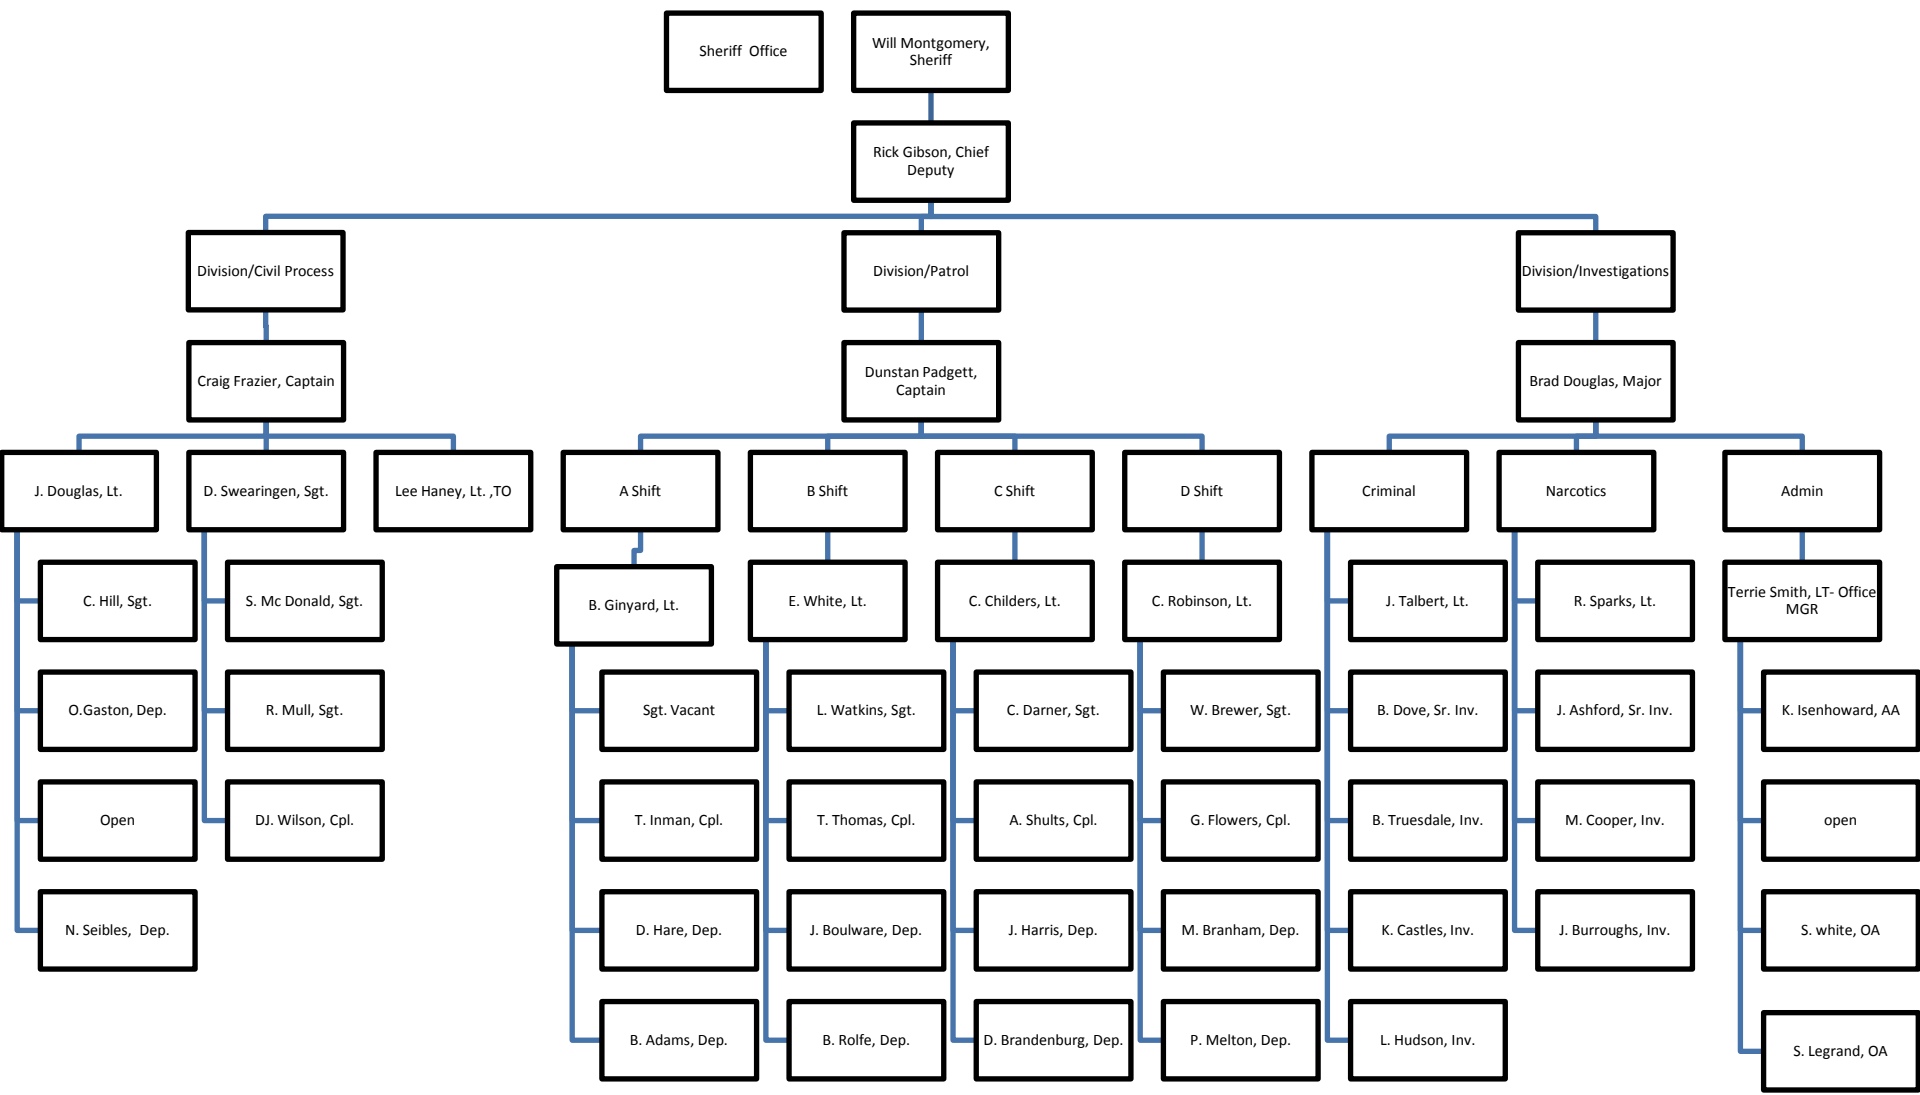 Sheriff Office
Will Montgomery,
Sheriff
Rick Gibson, Chief
Deputy
Division/Civil Process
Division/Patrol
Division/Investigations
Craig Frazier, Captain
Dunstan Padgett,
Captain
Brad Douglas, Major
J. Douglas, Lt.
D. Swearingen, Sgt.
Lee Haney, Lt. ,TO
A Shift
B Shift
C Shift
D Shift
Criminal
Narcotics
Admin
C. Hill, Sgt.
S. Mc Donald, Sgt.
B. Ginyard, Lt.
E. White, Lt.
C. Childers, Lt.
C. Robinson, Lt.
J. Talbert, Lt.
R. Sparks, Lt.
Terrie Smith, LT- Office
MGR
O.Gaston, Dep.
R. Mull, Sgt.
Sgt. Vacant
L. Watkins, Sgt.
C. Darner, Sgt.
W. Brewer, Sgt.
B. Dove, Sr. Inv.
J. Ashford, Sr. Inv.
K. Isenhoward, AA
Open
DJ. Wilson, Cpl.
T. Inman, Cpl.
T. Thomas, Cpl.
A. Shults, Cpl.
G. Flowers, Cpl.
B. Truesdale, Inv.
M. Cooper, Inv.
open
N. Seibles, Dep.
D. Hare, Dep.
J. Boulware, Dep.
J. Harris, Dep.
M. Branham, Dep.
K. Castles, Inv.
J. Burroughs, Inv.
S. white, OA
B. Adams, Dep.
B. Rolfe, Dep.
D. Brandenburg, Dep.
P. Melton, Dep.
L. Hudson, Inv.
S. Legrand, OA